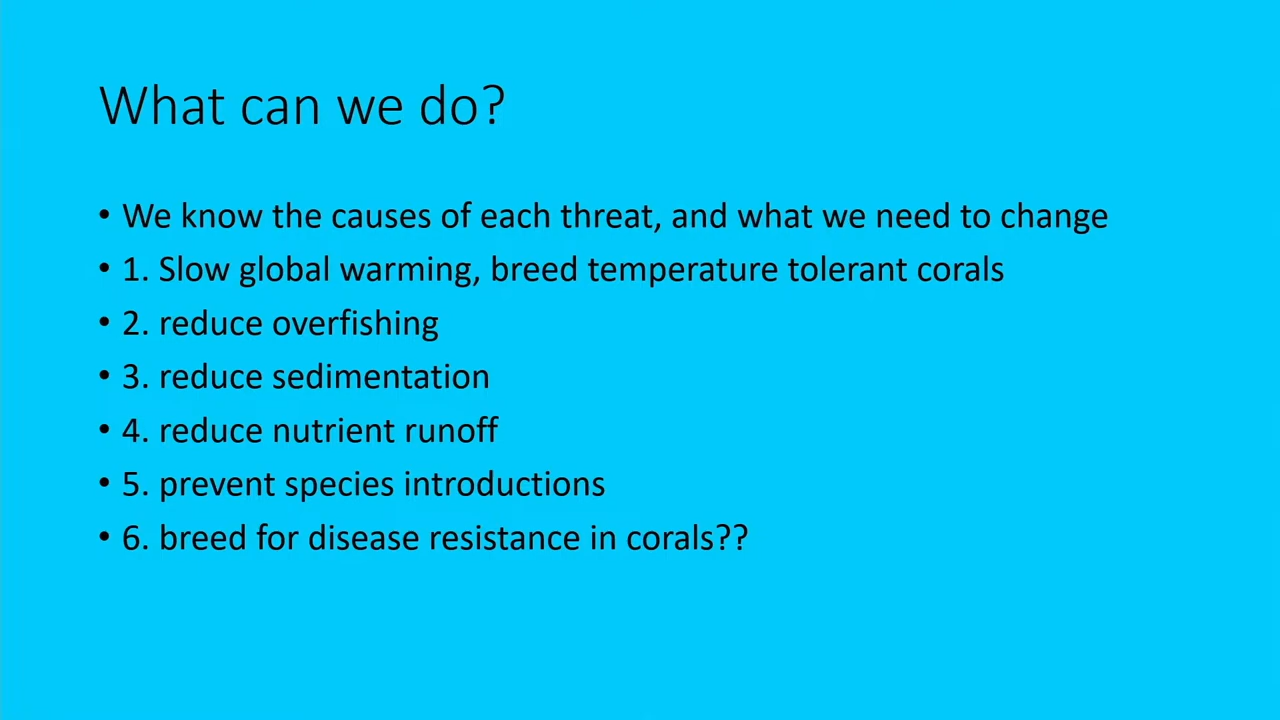 What can we do?
• We know the causes of each threat, and what we need to change
• 1. Slow global warming, breed temperature tolerant corals
• 2. reduce overfishing
• 3. reduce sedimentation
• 4. reduce nutrient runoff
• 5. prevent species introductions
• 6. breed for disease resistance in corals??